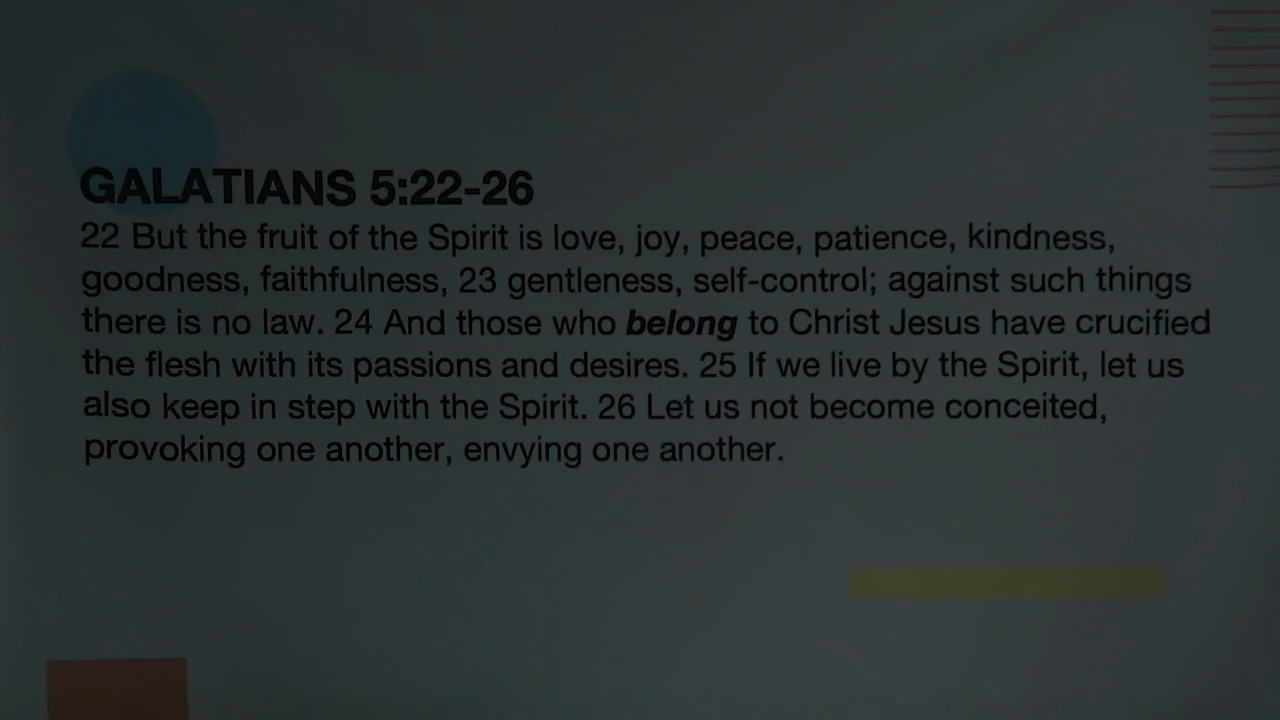 GALATIANS 5:22-26
22 But the fruit of the Spirit is love, joy, peace, patience, kindness,
goodness, faithfulness, 23 gentleness, self-control; against such things
there is no law. 24 And those who belong to Christ Jesus have crucified
the flesh with its passions and desires. 25 If we live by the Spirit, let us
also keep in step with the Spirit. 26 Let us not become conceited,
provoking one another, envying one another.